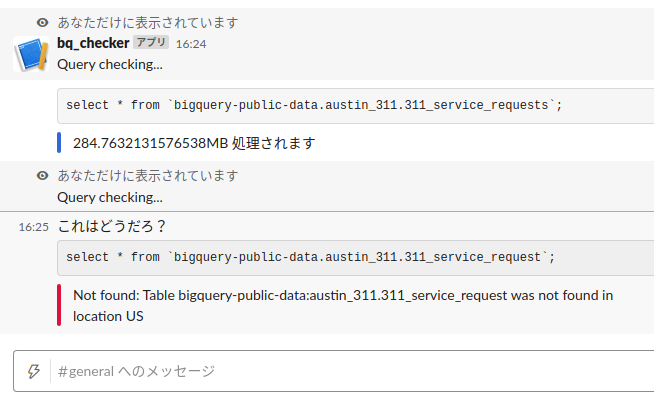 あなただけに表示されています
bq_checker アプリ 16:24
Query checking...
select * from `bigquery-public-data.austin_311.311_service_requests`;
284.7632131576538MB 処理されます
あなただけに表示されています
Query checking...
16:25 これはどうだろ？
select * from `bigquery-public-data.austin_311.311_service_request`;
Not found: Table bigquery-public-data:austin_311.311_service_request was not found in
location US
#general へのメッセージ